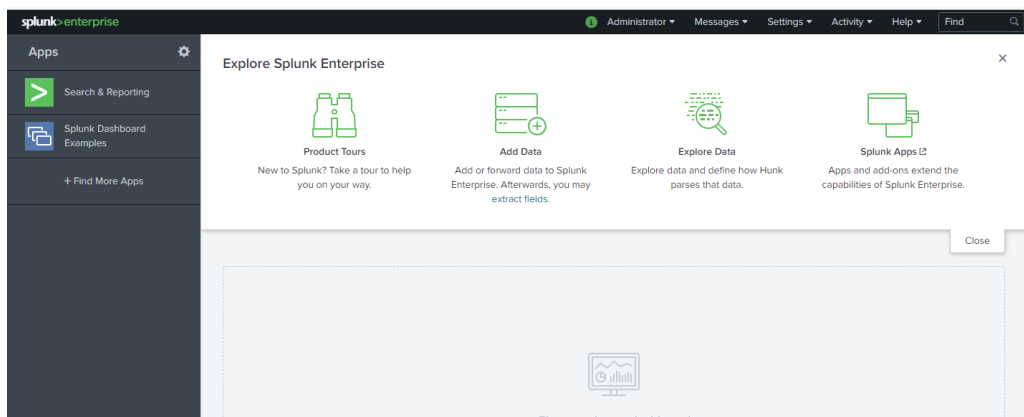 splunk>enterprise
i Administrator ▾ Messages ▾ Settings ▾ Activity ▾ Help ▾ Find
Apps
Search & Reporting
Splunk Dashboard
Examples
+ Find More Apps
Explore Splunk Enterprise
Product Tours
New to Splunk? Take a tour to help
you on your way.
Add Data
Add or forward data to Splunk
Enterprise. Afterwards, you may
extract fields.
Explore Data
Explore data and define how Hunk
parses that data.
Splunk Apps
Apps and add-ons extend the
capabilities of Splunk Enterprise.
Close